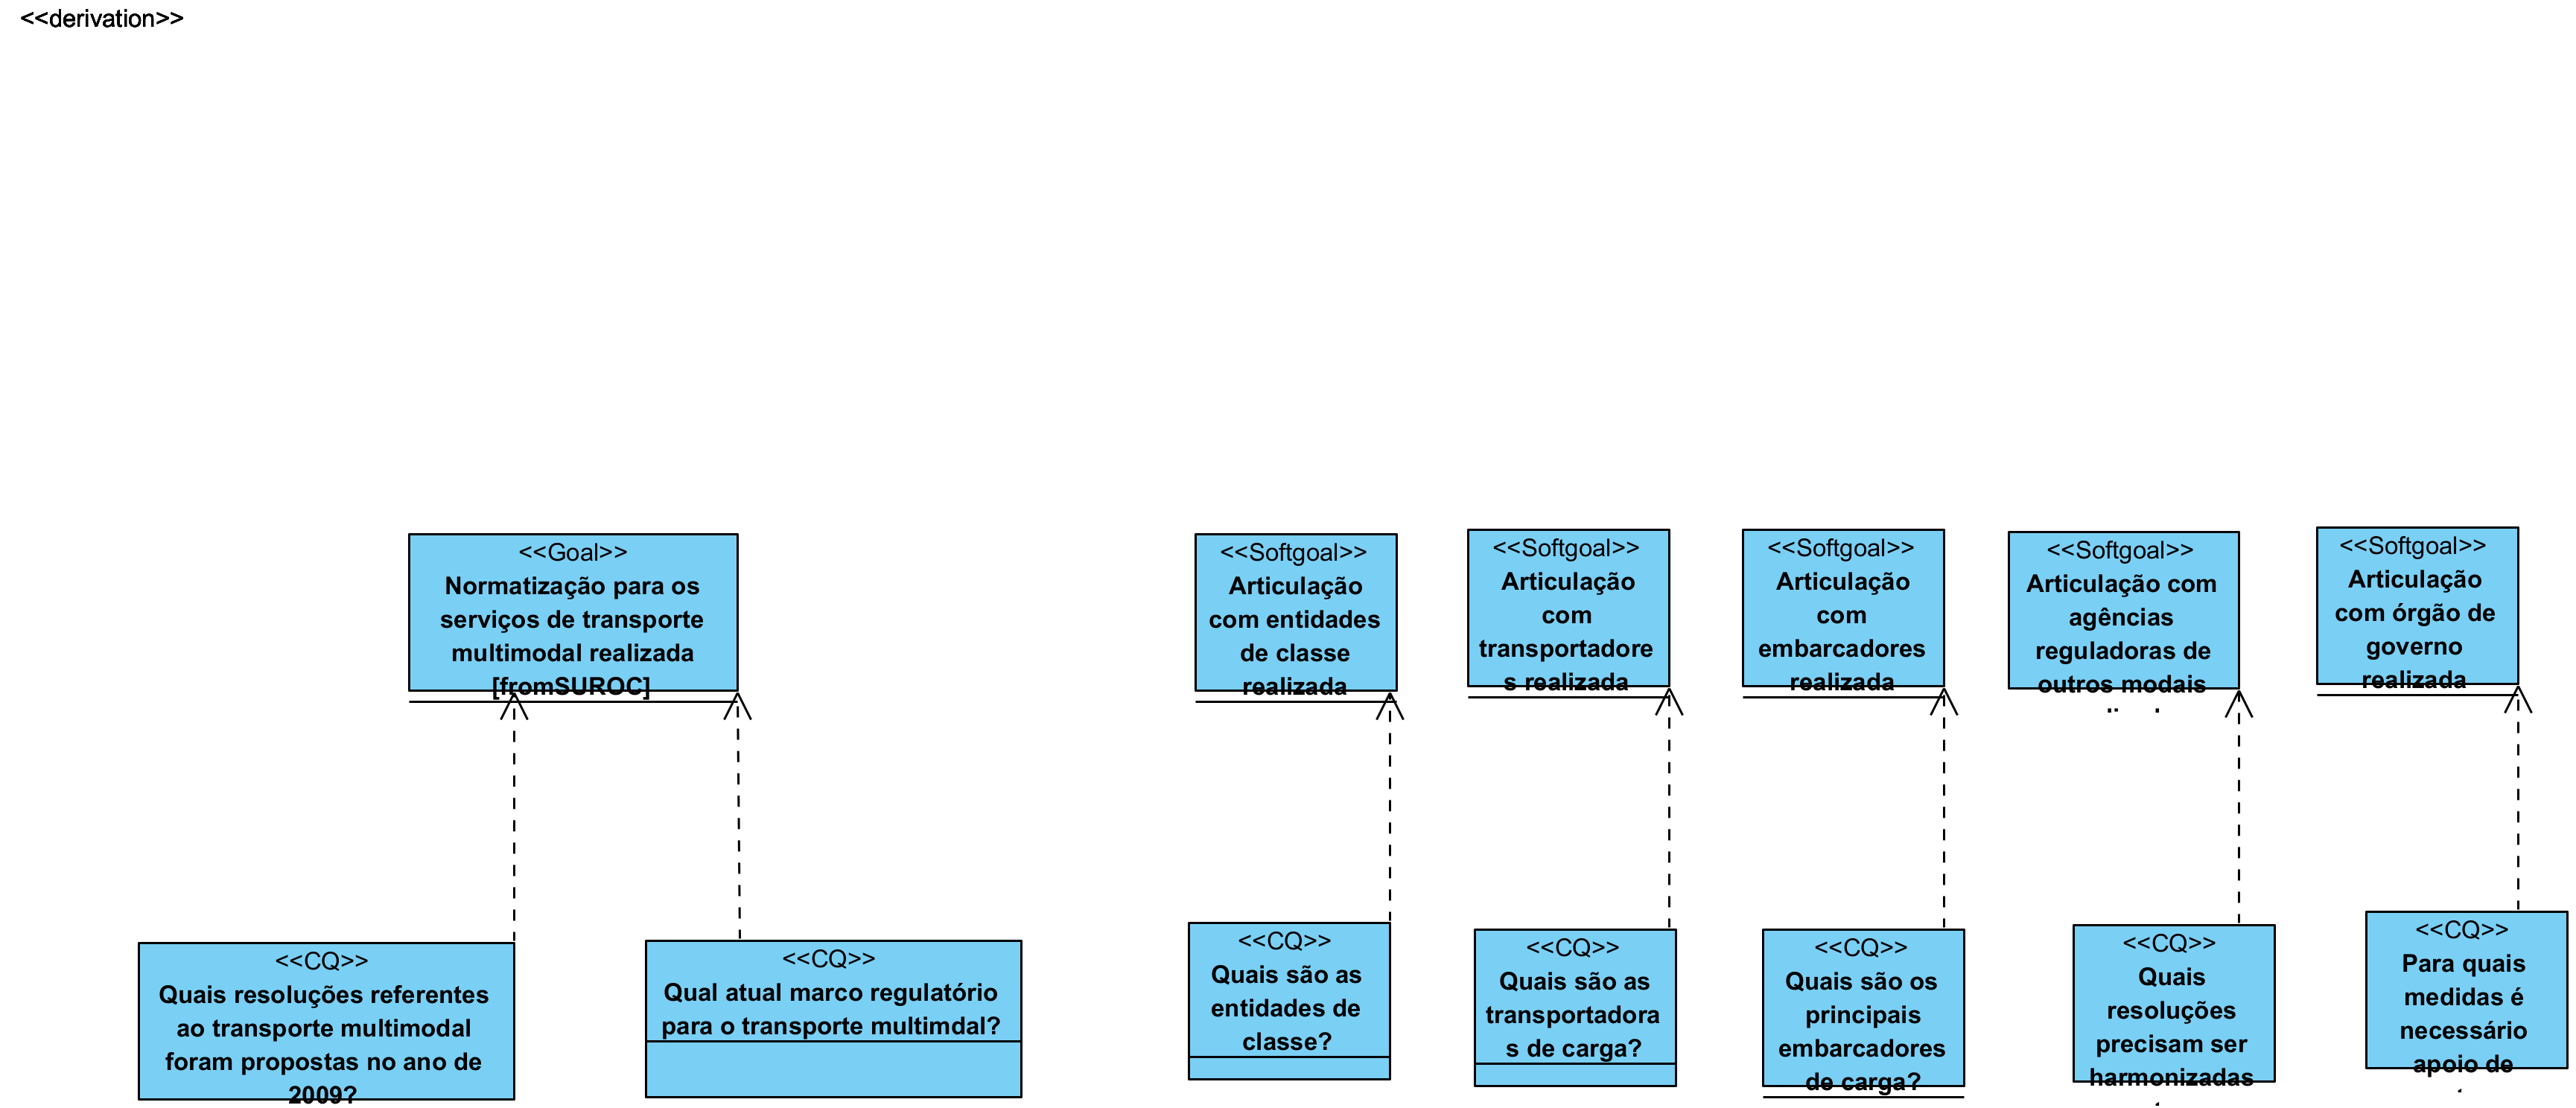 <<derivation>>
<<Goal>>
Normatização para os
serviços de transporte
multimodal realizada
[fromSUROC]
<<Softgoal>>
Articulação
com entidades
de classe
realizada
<<Softgoal>>
Articulação
com
transportadore
s realizada
<<Softgoal>>
Articulação
com
embarcadores
realizada
<<Softgoal>>
Articulação com
agências
reguladoras de
outros modais
<<Softgoal>>
Articulação
com órgão de
governo
realizada
<<CQ>>
Quais resoluções referentes
ao transporte multimodal
foram propostas no ano de
2009?
<<CQ>>
Qual atual marco regulatório
para o transporte multimdal?
<<CQ>>
Quais são as
entidades de
classe?
<<CQ>>
Quais são as
transportadora
s de carga?
<<CQ>>
Quais são os
principais
embarcadores
de carga?
<<CQ>>
Quais
resoluções
precisam ser
harmonizadas
<<CQ>>
Para quais
medidas é
necessário
apoio de